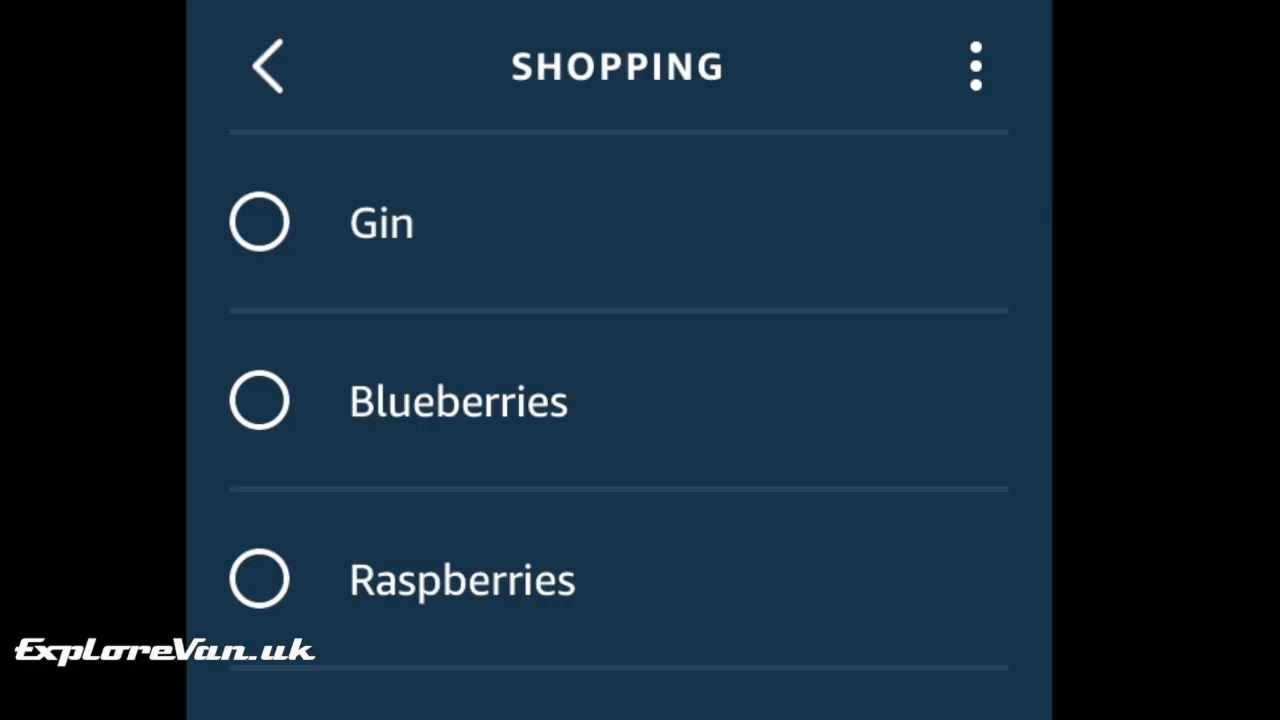 SHOPPING
Gin
Blueberries
Raspberries
ExploreVan.uk